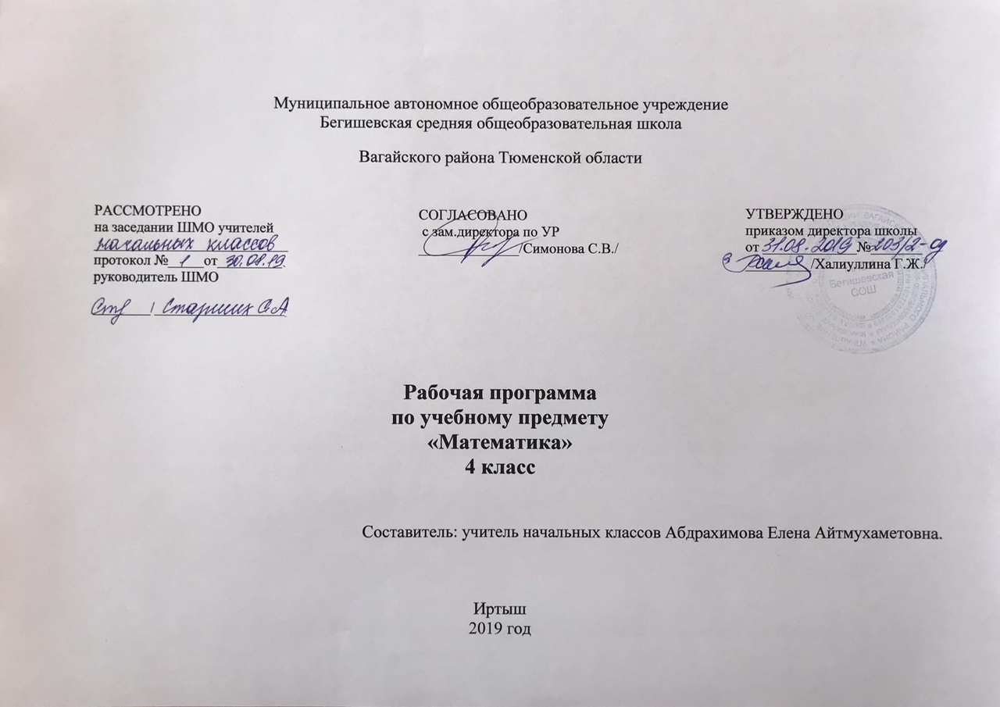 Муниципальное автономное общеобразовательное учреждение
Бегишевская средняя общеобразовательная школа
Вагайского района Тюменской области
РАССМОТРЕНО
на заседании ШМО учителей
начальных классов
протокол № 1 от 30.08.19.
руководитель ШМО
/ Старших С.А
СОГЛАСОВАНО
с зам.директора по УР
/Симонова С.В./
УТВЕРЖДЕНО
приказом директора школы
от 31.08.2019 № 203/2-од
/Халиуллина Г.Ж./
Бегишевская
СОШ
Рабочая программа
по учебному предмету
«Математика»
4 класс
Составитель: учитель начальных классов Абдрахимова Елена Айтмухаметовна.
Иртыш
2019 год